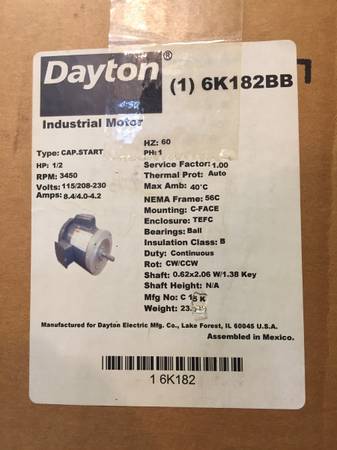 Dayton®
(1) 6K182BB
Industrial Motor
Type: CAP.START
HP: 1/2
RPM: 3450
Volts: 115/208-230
Amps: 8.4/4.0-4.2
HZ: 60
PH: 1
Service Factor: 1.00
Thermal Prot: Auto
Max Amb: 40°C
NEMA Frame: 56C
Mounting: C-FACE
Enclosure: TEFC
Bearings: Ball
Insulation Class: B
Duty: Continuous
Rot: CW/CCW
Shaft: 0.62x2.06 W/1.38 Key
Shaft Height: N/A
Mfg No: C
Weight:
Manufactured for Dayton Electric Mfg. Co., Lake Forest, IL 60045 U.S.A.
Assembled in Mexico.
1 6K182